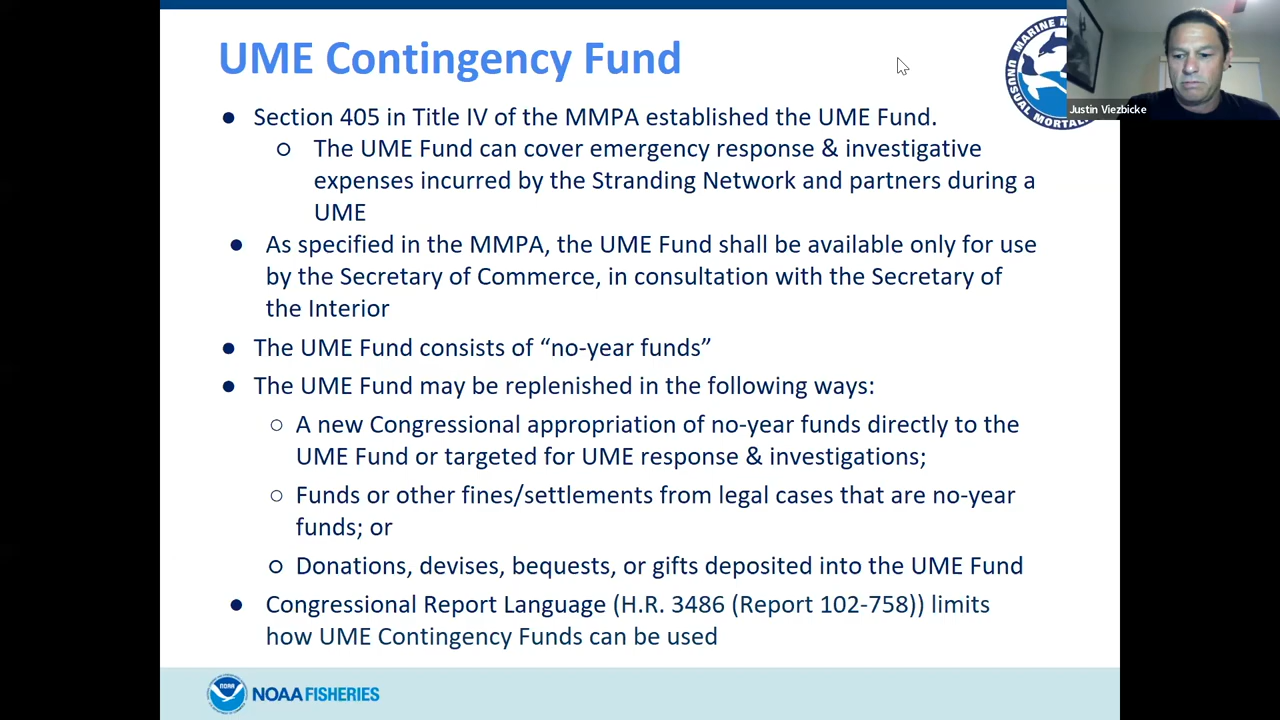 UME Contingency Fund
MARINE M
UNUSUAL MORTAL
Justin Viezbicke
● Section 405 in Title IV of the MMPA established the UME Fund.
○ The UME Fund can cover emergency response & investigative
expenses incurred by the Stranding Network and partners during a
UME
● As specified in the MMPA, the UME Fund shall be available only for use
by the Secretary of Commerce, in consultation with the Secretary of
the Interior
● The UME Fund consists of “no-year funds”
● The UME Fund may be replenished in the following ways:
○ A new Congressional appropriation of no-year funds directly to the
UME Fund or targeted for UME response & investigations;
○ Funds or other fines/settlements from legal cases that are no-year
funds; or
○ Donations, devises, bequests, or gifts deposited into the UME Fund
● Congressional Report Language (H.R. 3486 (Report 102-758)) limits
how UME Contingency Funds can be used
NOAA
NOAA FISHERIES